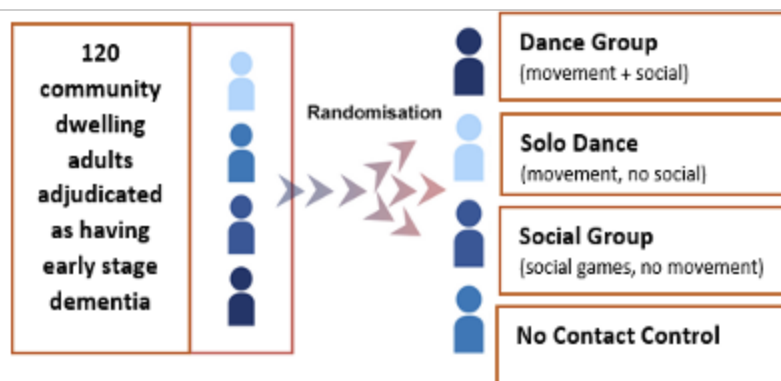 120
community
dwelling
adults
adjudicated
as having
early stage
dementia
Randomisation
Dance Group
(movement + social)
Solo Dance
(movement, no social)
Social Group
(social games, no movement)
No Contact Control